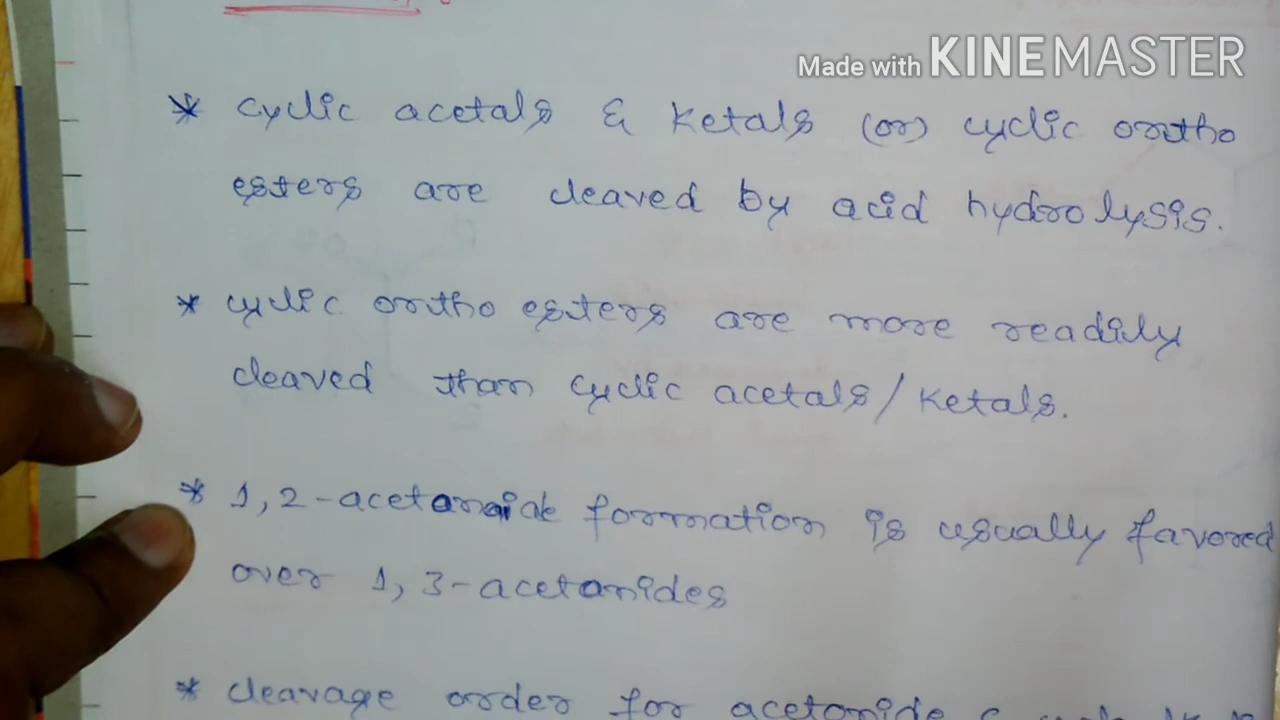 Made with KINEMASTER
* cyclic acetals & Ketals (or) cyclic ortho
esters are cleaved by acid hydrolysis.
* cyclic ortho esters are more readily
cleaved than cyclic acetals/Ketals.
* 1,2-acetonide formation is usually favored
over 1,3-acetonides
* cleavage order for acetonide &